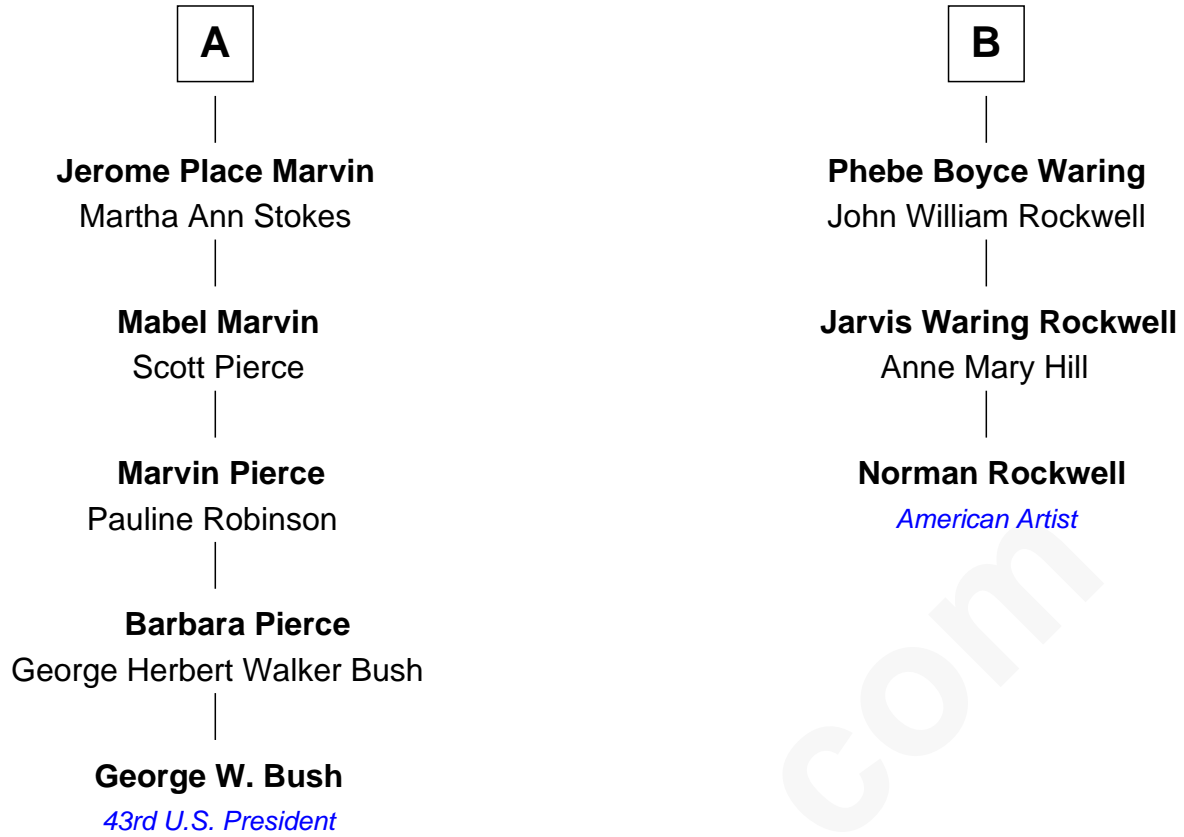 A
Jerome Place Marvin
Martha Ann Stokes
Mabel Marvin
Scott Pierce
Marvin Pierce
Pauline Robinson
Barbara Pierce
George Herbert Walker Bush
George W. Bush
43rd U.S. President
B
Phebe Boyce Waring
John William Rockwell
Jarvis Waring Rockwell
Anne Mary Hill
Norman Rockwell
American Artist
com